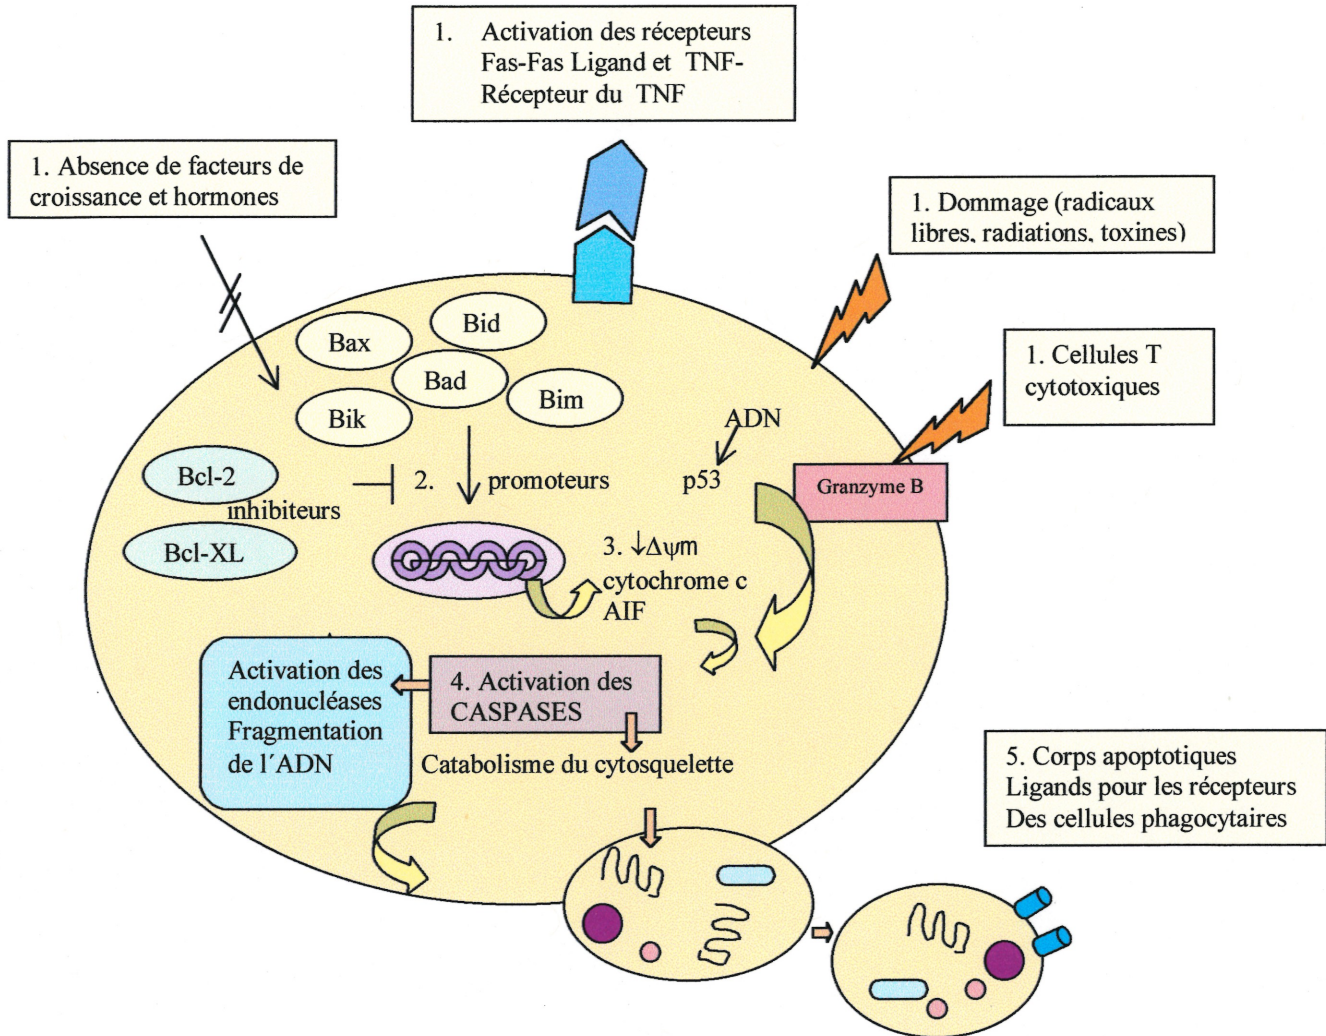 1. Activation des récepteurs
Fas-Fas Ligand et TNF-
Récepteur du TNF
1. Absence de facteurs de
croissance et hormones
1. Dommage (radicaux
libres, radiations, toxines)
1. Cellules T
cytotoxiques
Bax
Bid
Bad
Bik
Bim
ADN
p53
Granzyme B
Bcl-2
inhibiteurs
Bcl-XL
2. promoteurs
3. ↓Δψm
cytochrome c
AIF
Activation des
endonucléases
Fragmentation
de l´ADN
4. Activation des
CASPASES
Catabolisme du cytosquelette
5. Corps apoptotiques
Ligands pour les récepteurs
Des cellules phagocytaires